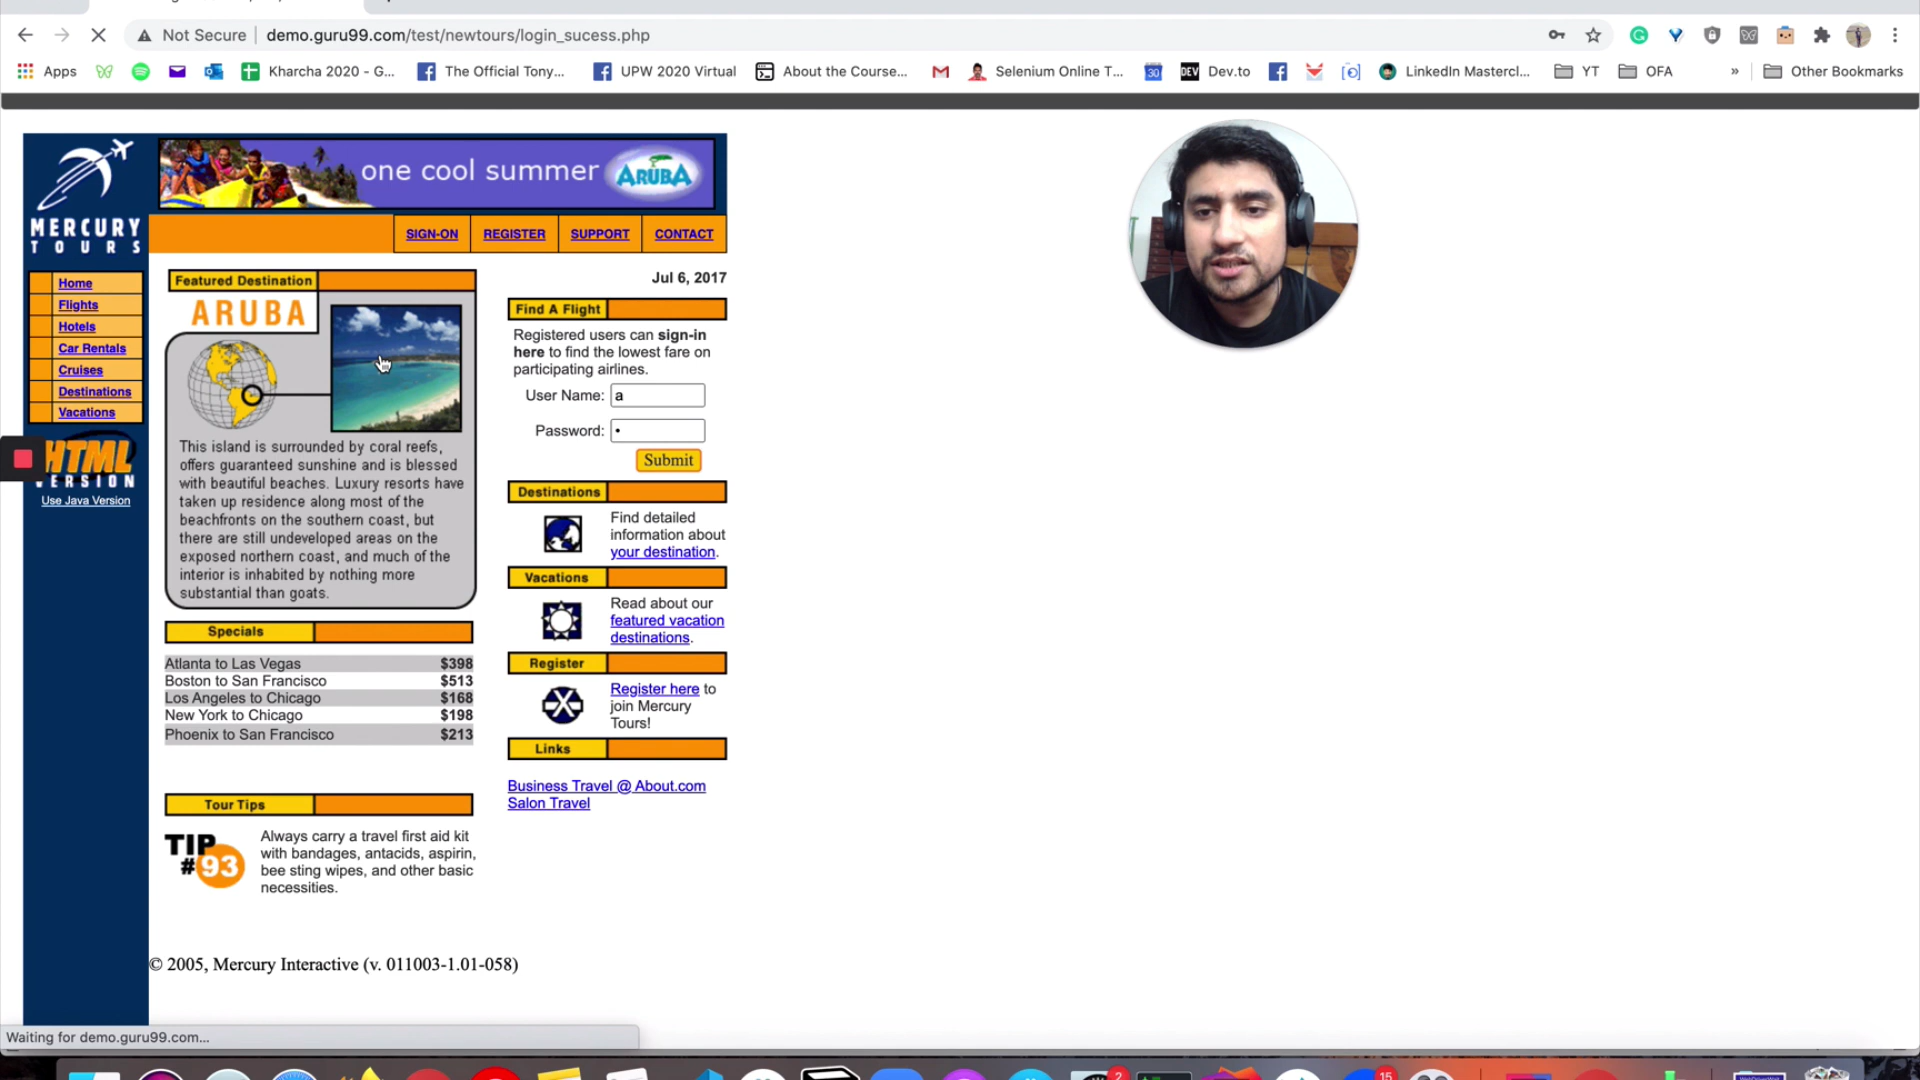 Not Secure | demo.guru99.com/test/newtours/login_sucess.php
Apps Kharcha 2020 - G... The Official Tony... UPW 2020 Virtual About the Course... Selenium Online T... 30 DEV Dev.to LinkedIn Mastercl... YT OFA » Other Bookmarks
MERCURY
TOURS
one cool summer ARUBA
SIGN-ON REGISTER SUPPORT CONTACT
Home
Flights
Hotels
Car Rentals
Cruises
Destinations
Vacations
HTML
VERSION
Use Java Version
Featured Destination
ARUBA
This island is surrounded by coral reefs,
offers guaranteed sunshine and is blessed
with beautiful beaches. Luxury resorts have
taken up residence along most of the
beachfronts on the southern coast, but
there are still undeveloped areas on the
exposed northern coast, and much of the
interior is inhabited by nothing more
substantial than goats.
Specials
Atlanta to Las Vegas $398
Boston to San Francisco $513
Los Angeles to Chicago $168
New York to Chicago $198
Phoenix to San Francisco $213
Tour Tips
TIP
#93
Always carry a travel first aid kit
with bandages, antacids, aspirin,
bee sting wipes, and other basic
necessities.
Jul 6, 2017
Find A Flight
Registered users can sign-in
here to find the lowest fare on
participating airlines.
User Name: a
Password: •
Submit
Destinations
Find detailed
information about
your destination.
Vacations
Read about our
featured vacation
destinations.
Register
Register here to
join Mercury
Tours!
Links
Business Travel @ About.com
Salon Travel
© 2005, Mercury Interactive (v. 011003-1.01-058)
Waiting for demo.guru99.com...
2
15